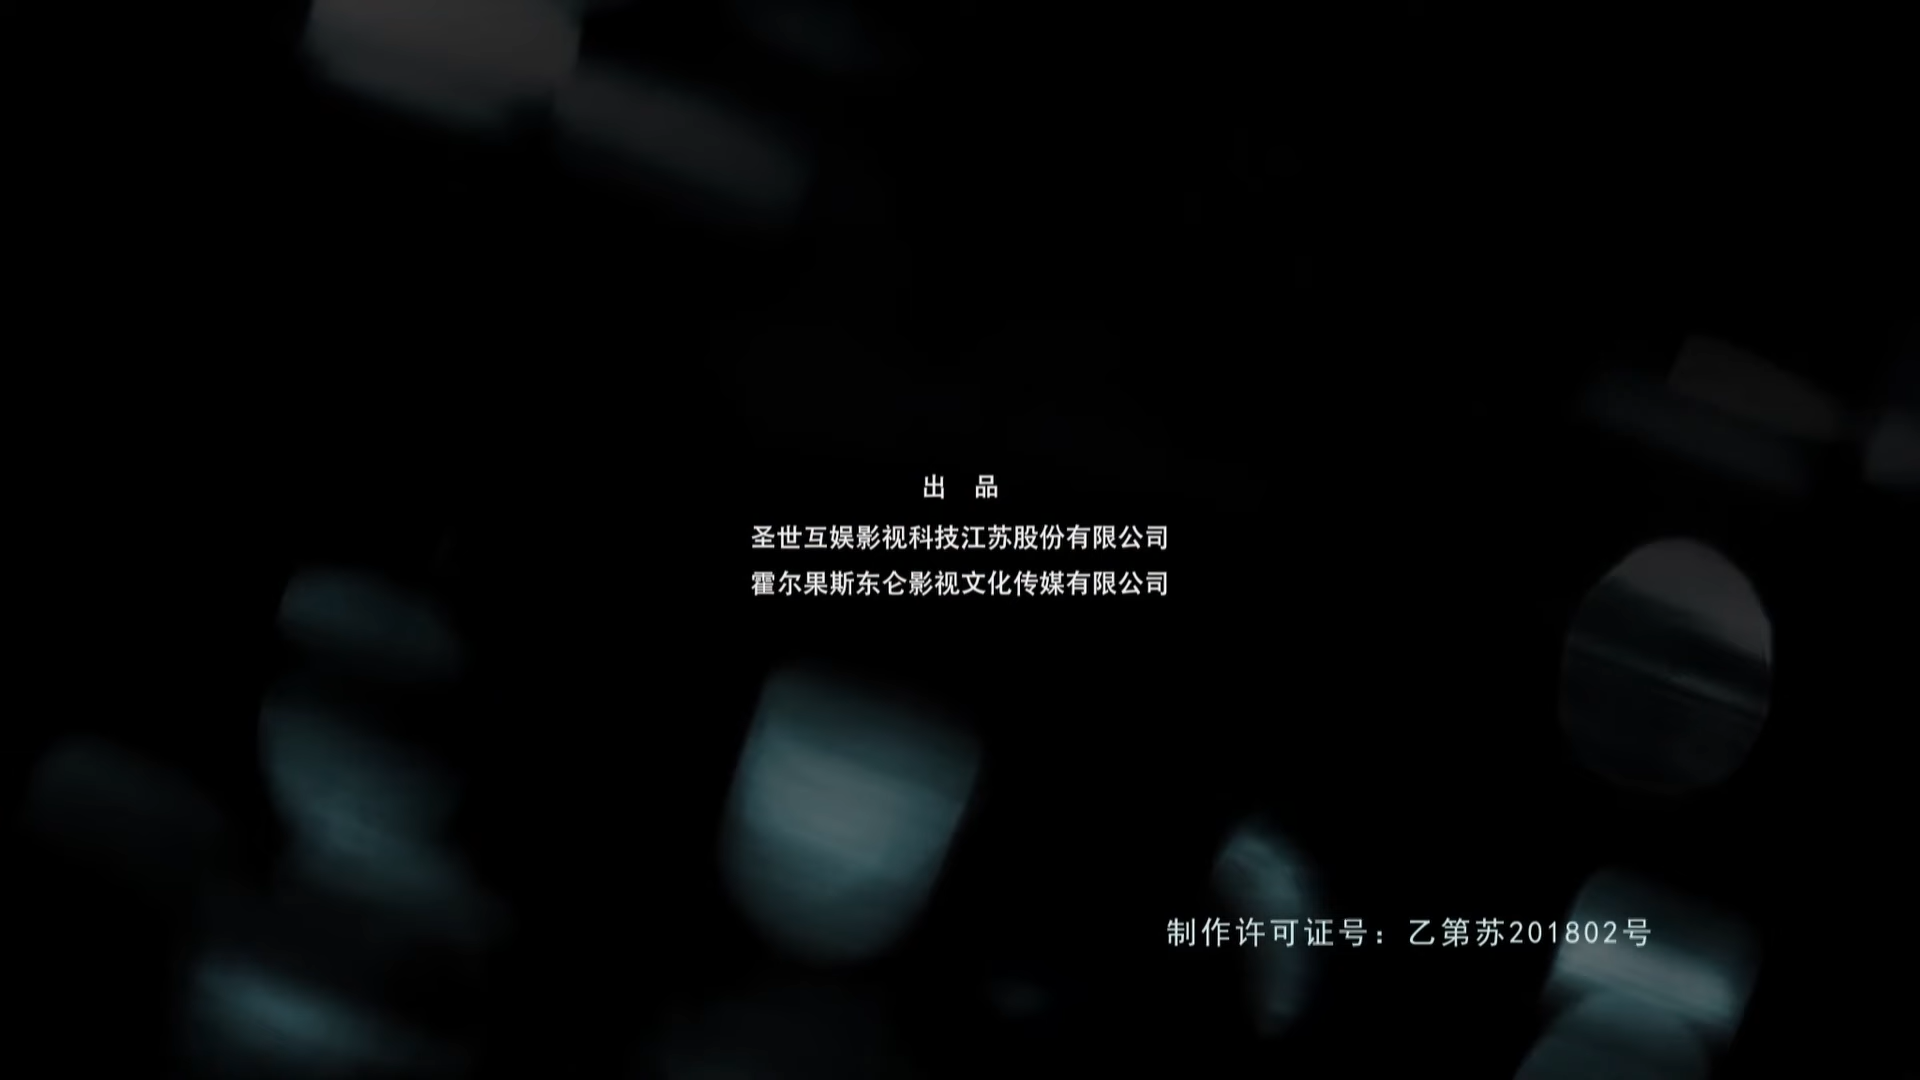 出 品
圣世互娱影视科技江苏股份有限公司
霍尔果斯东仑影视文化传媒有限公司
制作许可证号：乙第苏201802号